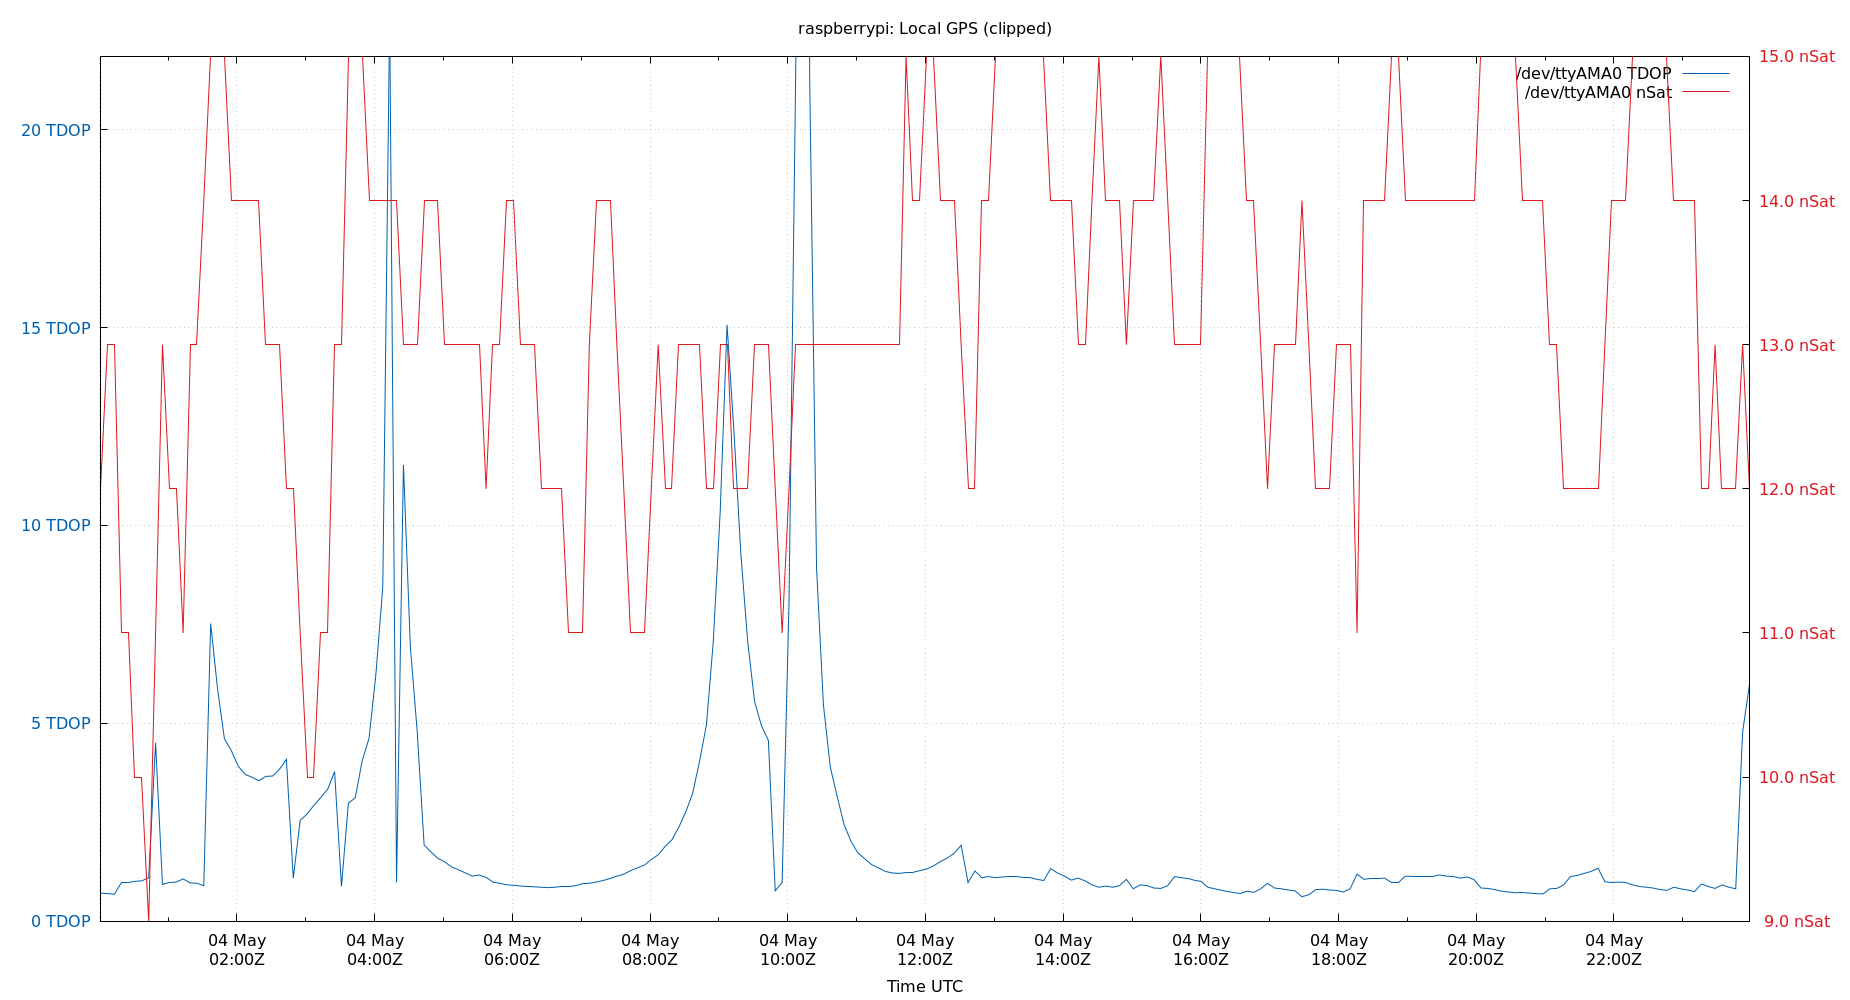 raspberrypi: Local GPS (clipped)
/dev/ttyAMA0 TDOP
/dev/ttyAMA0 nSat
20 TDOP
15 TDOP
10 TDOP
5 TDOP
0 TDOP
15.0 nSat
14.0 nSat
13.0 nSat
12.0 nSat
11.0 nSat
10.0 nSat
9.0 nSat
04 May
02:00Z
04 May
04:00Z
04 May
06:00Z
04 May
08:00Z
04 May
10:00Z
04 May
12:00Z
04 May
14:00Z
04 May
16:00Z
04 May
18:00Z
04 May
20:00Z
04 May
22:00Z
Time UTC